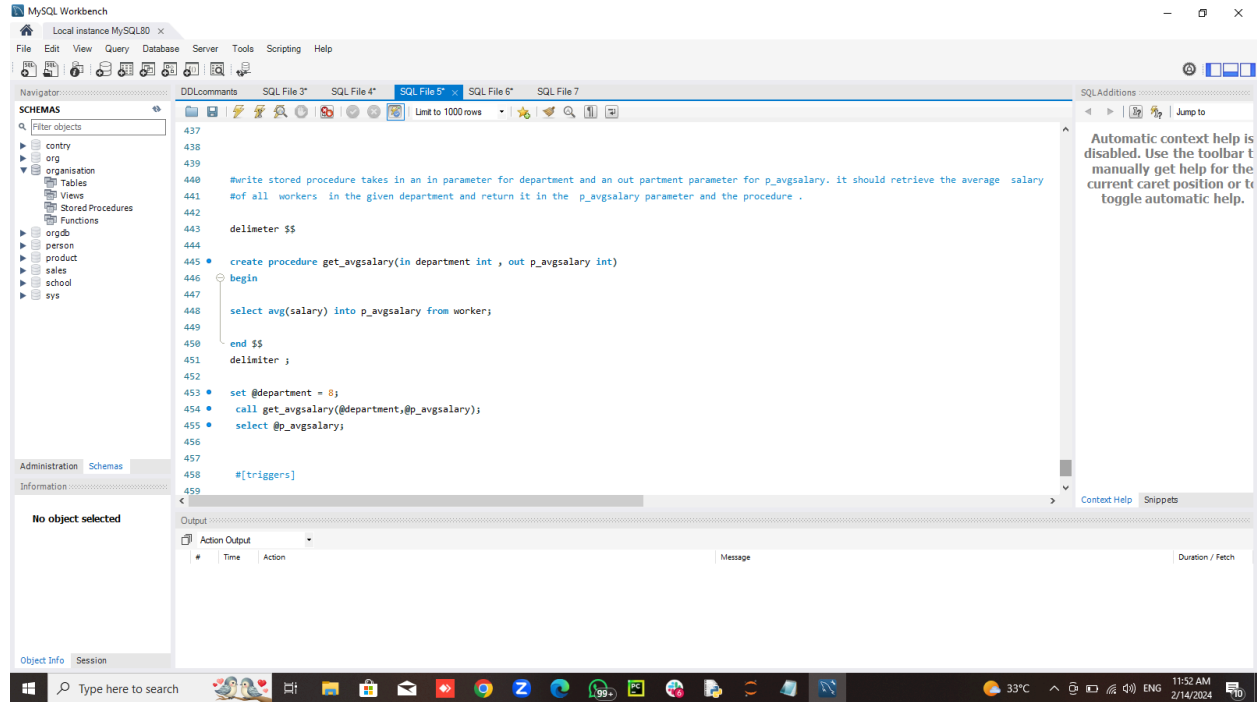 MySQL Workbench
Local instance MySQL80
File Edit View Query Database Server Tools Scripting Help
Navigator
SCHEMAS
Filter objects
contry
org
organisation
Tables
Views
Stored Procedures
Functions
orgdb
person
product
sales
school
sys
Administration Schemas
Information
No object selected
Object Info Session
DDLcommants SQL File 3* SQL File 4* SQL File 5* SQL File 6* SQL File 7
Limit to 1000 rows
437
438
439
440 #write stored procedure takes in an in parameter for department and an out partment parameter for p_avgsalary. it should retrieve the average salary
441 #of all workers in the given department and return it in the p_avgsalary parameter and the procedure .
442
443 delimeter $$
444
445 create procedure get_avgsalary(in department int , out p_avgsalary int)
446 begin
447
448 select avg(salary) into p_avgsalary from worker;
449
450 end $$
451 delimiter ;
452
453 set @department = 8;
454 call get_avgsalary(@department,@p_avgsalary);
455 select @p_avgsalary;
456
457
458 #[triggers]
459
Output
Action Output
# Time Action Message Duration / Fetch
SQLAdditions
Jump to
Automatic context help is
disabled. Use the toolbar t
manually get help for the
current caret position or to
toggle automatic help.
Context Help Snippets
Type here to search
99+
33°C
ENG
11:52 AM
2/14/2024
10